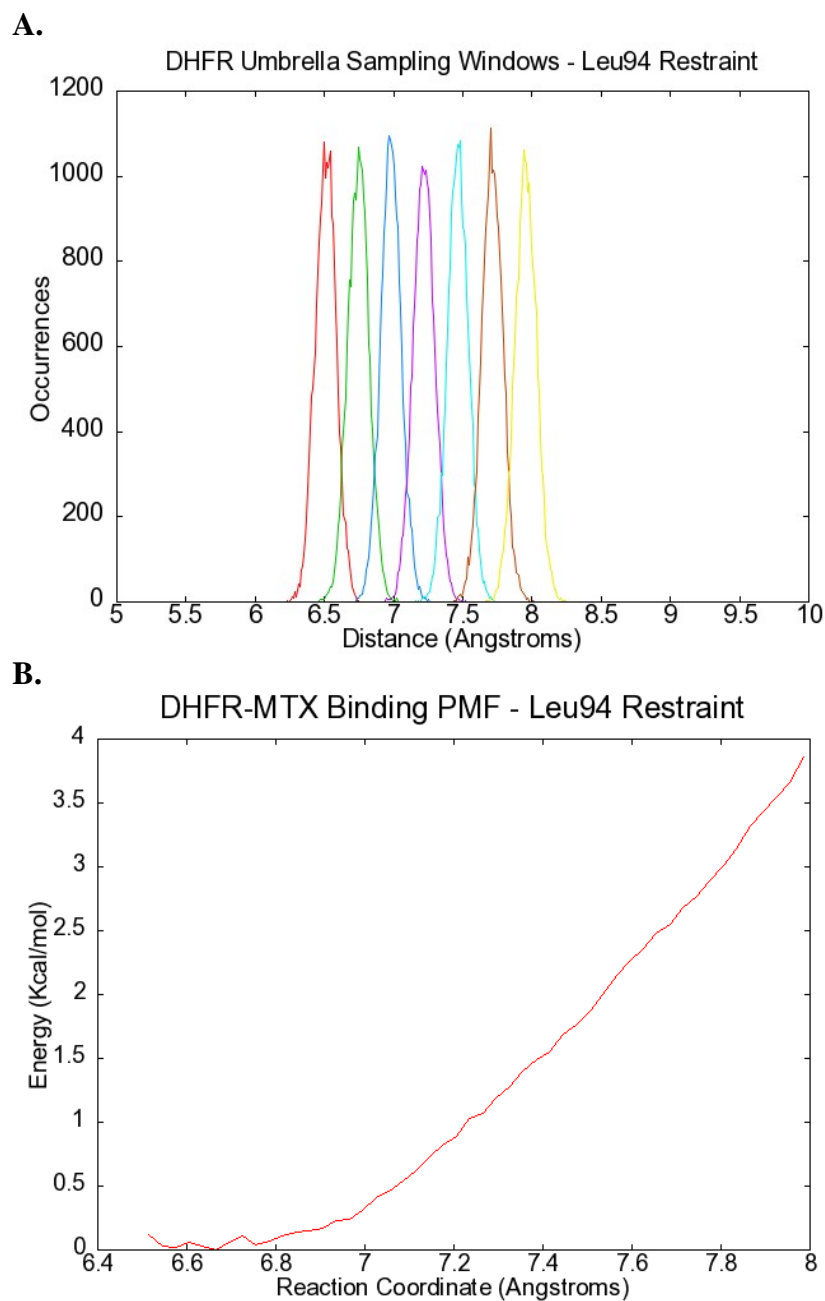 A.
DHFR Umbrella Sampling Windows - Leu94 Restraint
1200
1000
800
600
400
200
0
Occurrences
5 5.5 6 6.5 7 7.5 8 8.5 9 9.5 10
Distance (Angstroms)
B.
DHFR-MTX Binding PMF - Leu94 Restraint
4
3.5
3
2.5
2
1.5
1
0.5
0
Energy (Kcal/mol)
6.4 6.6 6.8 7 7.2 7.4 7.6 7.8 8
Reaction Coordinate (Angstroms)